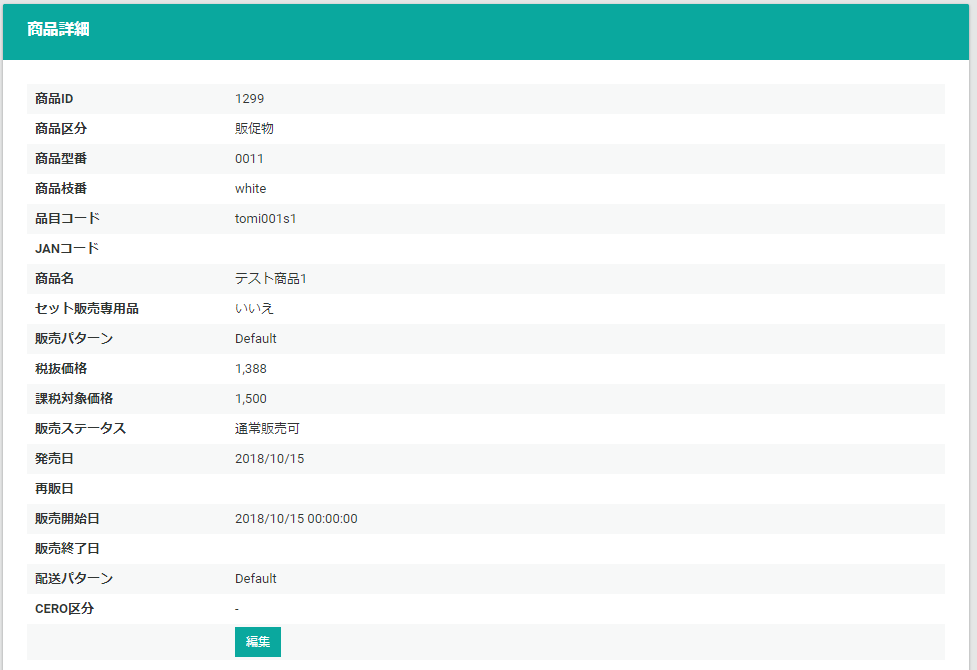 商品詳細
商品ID 1299
商品区分 販促物
商品型番 0011
商品枝番 white
品目コード tomi001s1
JANコード
商品名 テスト商品1
セット販売専用品 いいえ
販売パターン Default
税抜価格 1,388
課税対象価格 1,500
販売ステータス 通常販売可
発売日 2018/10/15
再販日
販売開始日 2018/10/15 00:00:00
販売終了日
配送パターン Default
CERO区分 -
編集